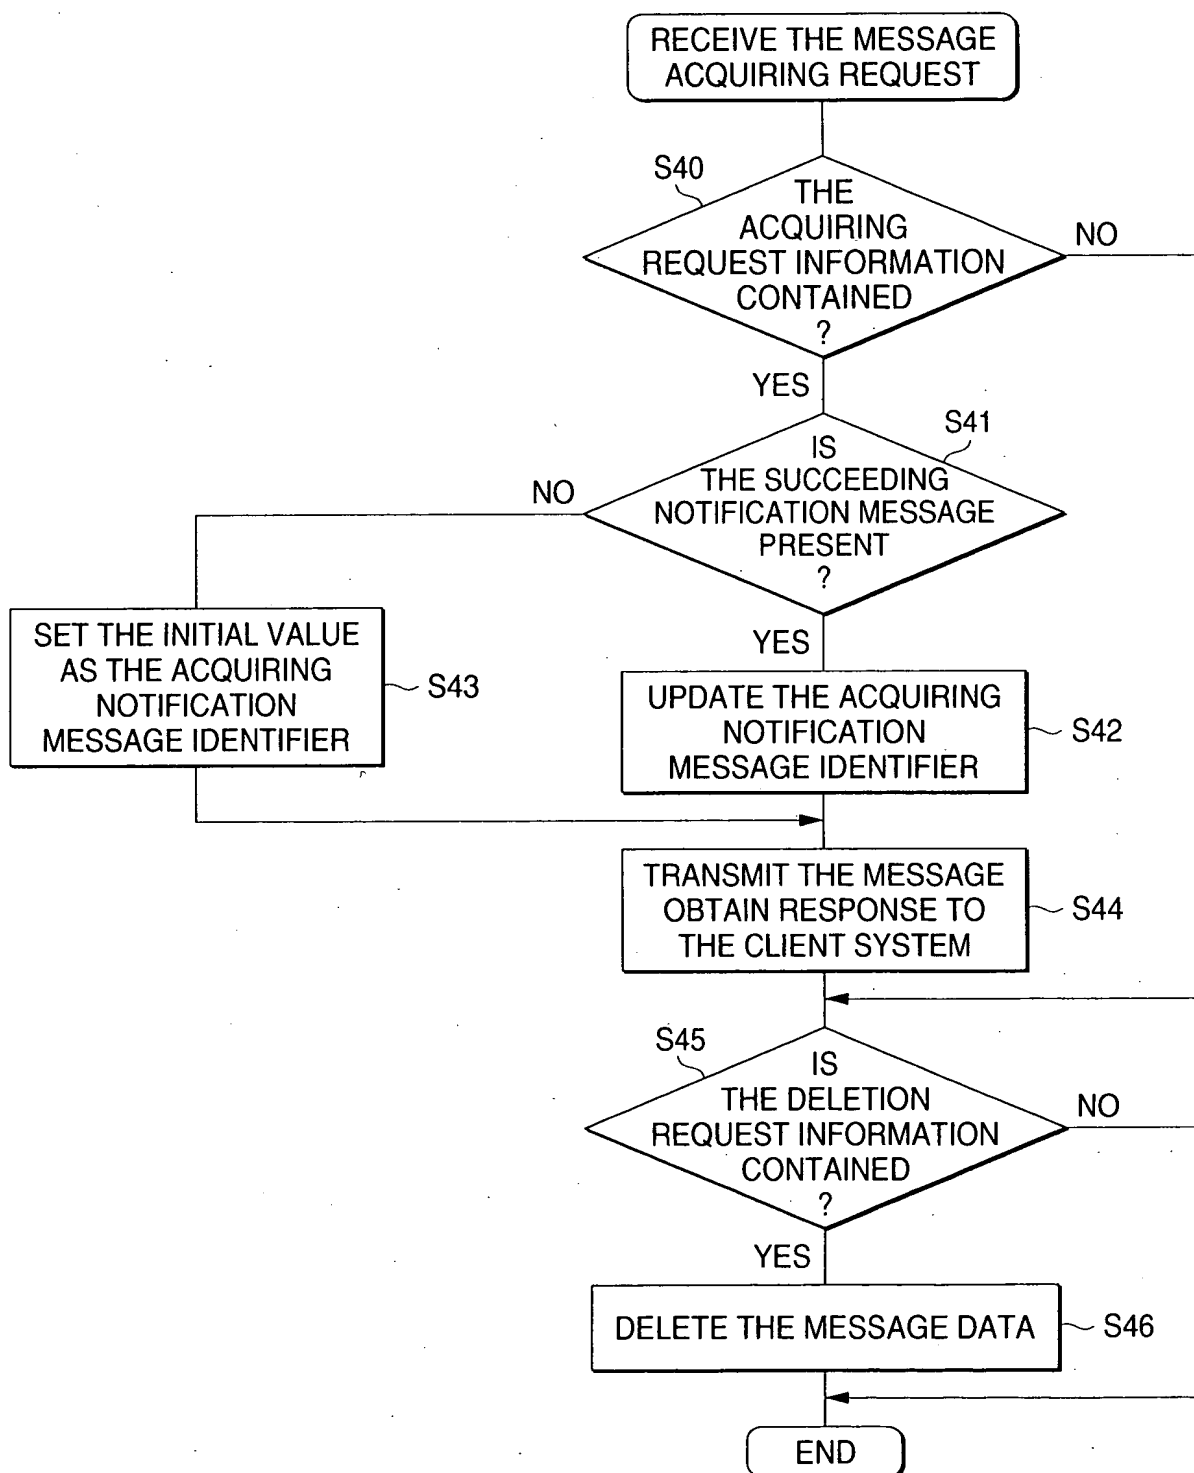 RECEIVE THE MESSAGE
ACQUIRING REQUEST
S40
THE
ACQUIRING
REQUEST INFORMATION
CONTAINED
?
NO
YES
S41
IS
THE SUCCEEDING
NOTIFICATION MESSAGE
PRESENT
?
NO
YES
SET THE INITIAL VALUE
AS THE ACQUIRING
NOTIFICATION
MESSAGE IDENTIFIER
S43
UPDATE THE ACQUIRING
NOTIFICATION
MESSAGE IDENTIFIER
S42
TRANSMIT THE MESSAGE
OBTAIN RESPONSE TO
THE CLIENT SYSTEM
S44
S45
IS
THE DELETION
REQUEST INFORMATION
CONTAINED
?
NO
YES
DELETE THE MESSAGE DATA
S46
END